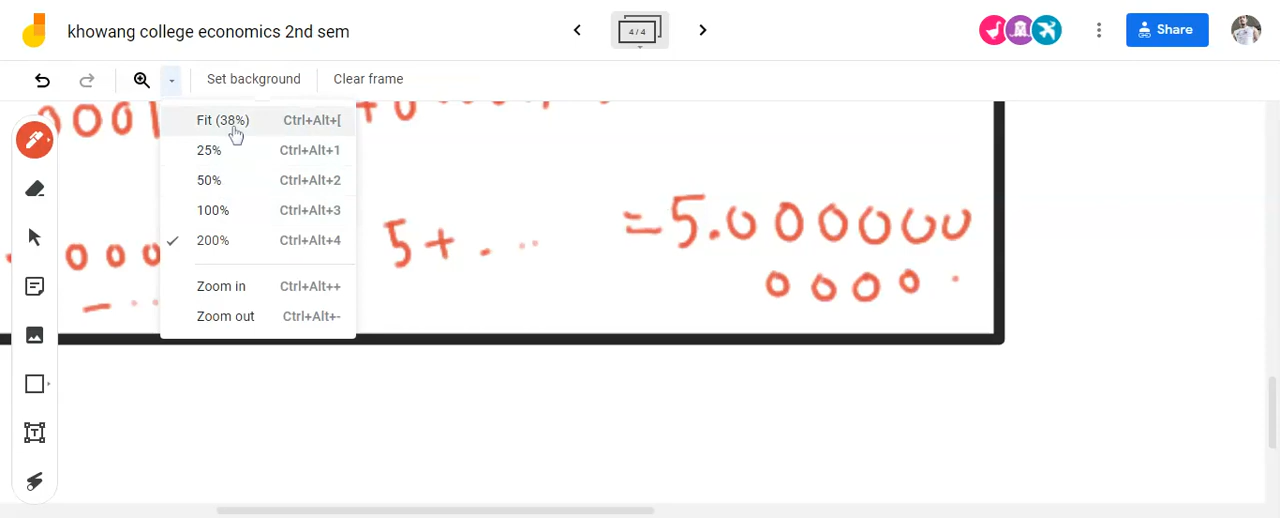 khowang college economics 2nd sem
4 / 4
Share
Set background
Clear frame
Fit (38%) Ctrl+Alt+[
25% Ctrl+Alt+1
50% Ctrl+Alt+2
100% Ctrl+Alt+3
200% Ctrl+Alt+4
Zoom in Ctrl+Alt++
Zoom out Ctrl+Alt+-
5+. .. =5.000000
0000.
T